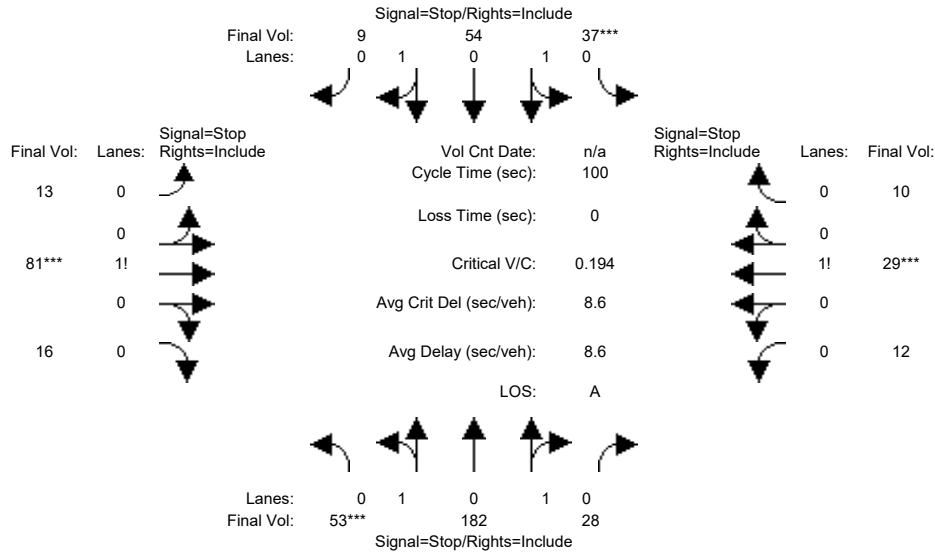 Signal=Stop/Rights=Include
Final Vol: 9 54 37***
Lanes: 0 1 0 1 0
Signal=Stop Signal=Stop
Final Vol: Lanes: Rights=Include Vol Cnt Date: n/a Rights=Include Lanes: Final Vol:
Cycle Time (sec): 100
13 0 0 10
Loss Time (sec): 0
0 0
81*** 1! Critical V/C: 0.194 1! 29***
0 Avg Crit Del (sec/veh): 8.6 0
16 0 Avg Delay (sec/veh): 8.6 0 12
LOS: A
Lanes: 0 1 0 1 0
Final Vol: 53*** 182 28
Signal=Stop/Rights=Include